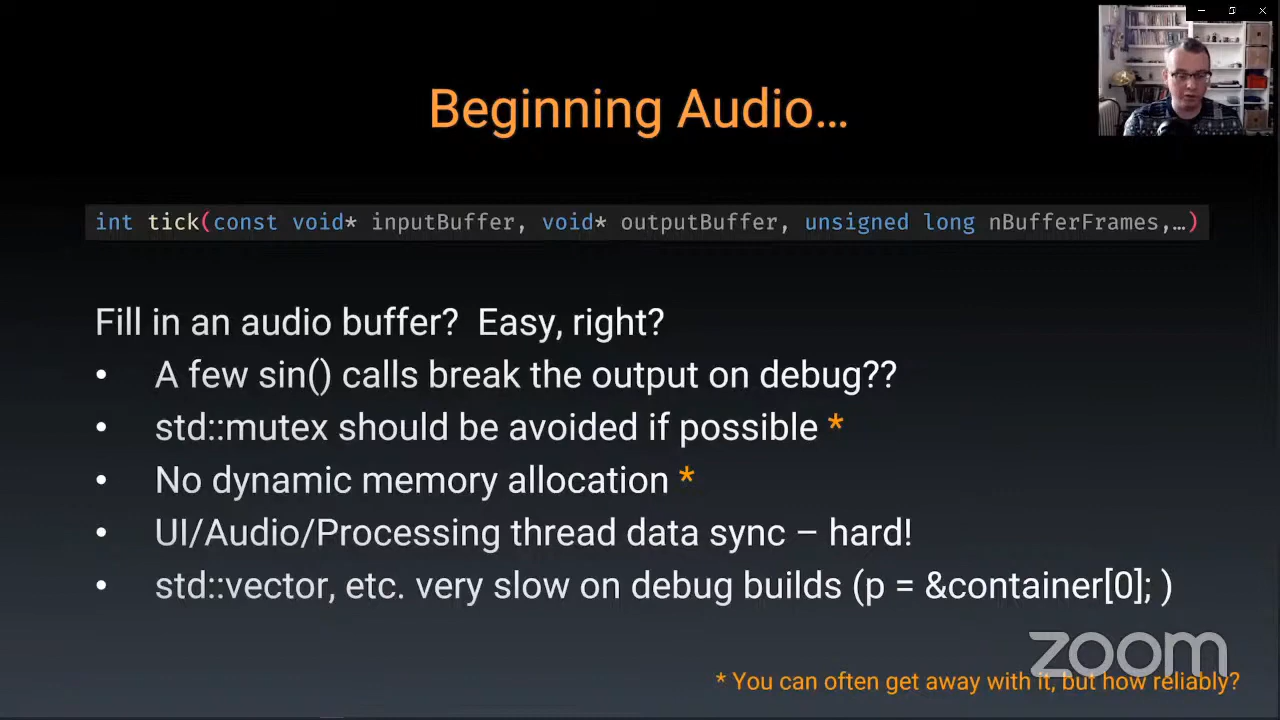 Beginning Audio…
int tick(const void* inputBuffer, void* outputBuffer, unsigned long nBufferFrames,…)
Fill in an audio buffer? Easy, right?
• A few sin() calls break the output on debug??
• std::mutex should be avoided if possible *
• No dynamic memory allocation *
• UI/Audio/Processing thread data sync – hard!
• std::vector, etc. very slow on debug builds (p = &container[0]; )
zoom
* You can often get away with it, but how reliably?